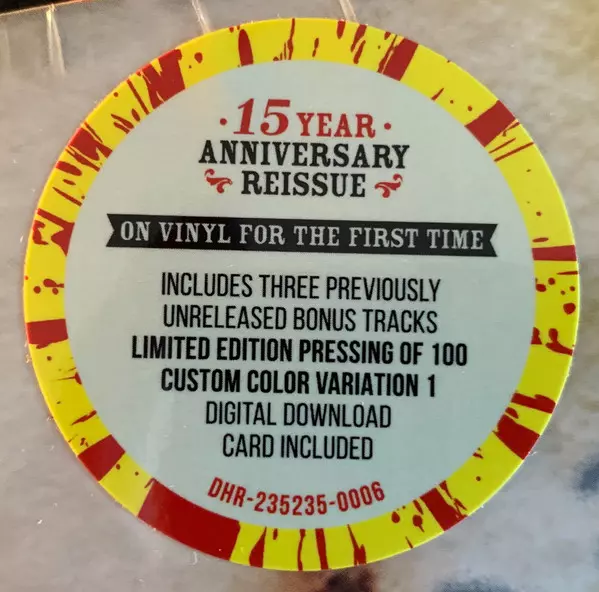 · 15 YEAR ·
ANNIVERSARY
REISSUE
ON VINYL FOR THE FIRST TIME
INCLUDES THREE PREVIOUSLY
UNRELEASED BONUS TRACKS
LIMITED EDITION PRESSING OF 100
CUSTOM COLOR VARIATION 1
DIGITAL DOWNLOAD
CARD INCLUDED
DHR-235235-0006